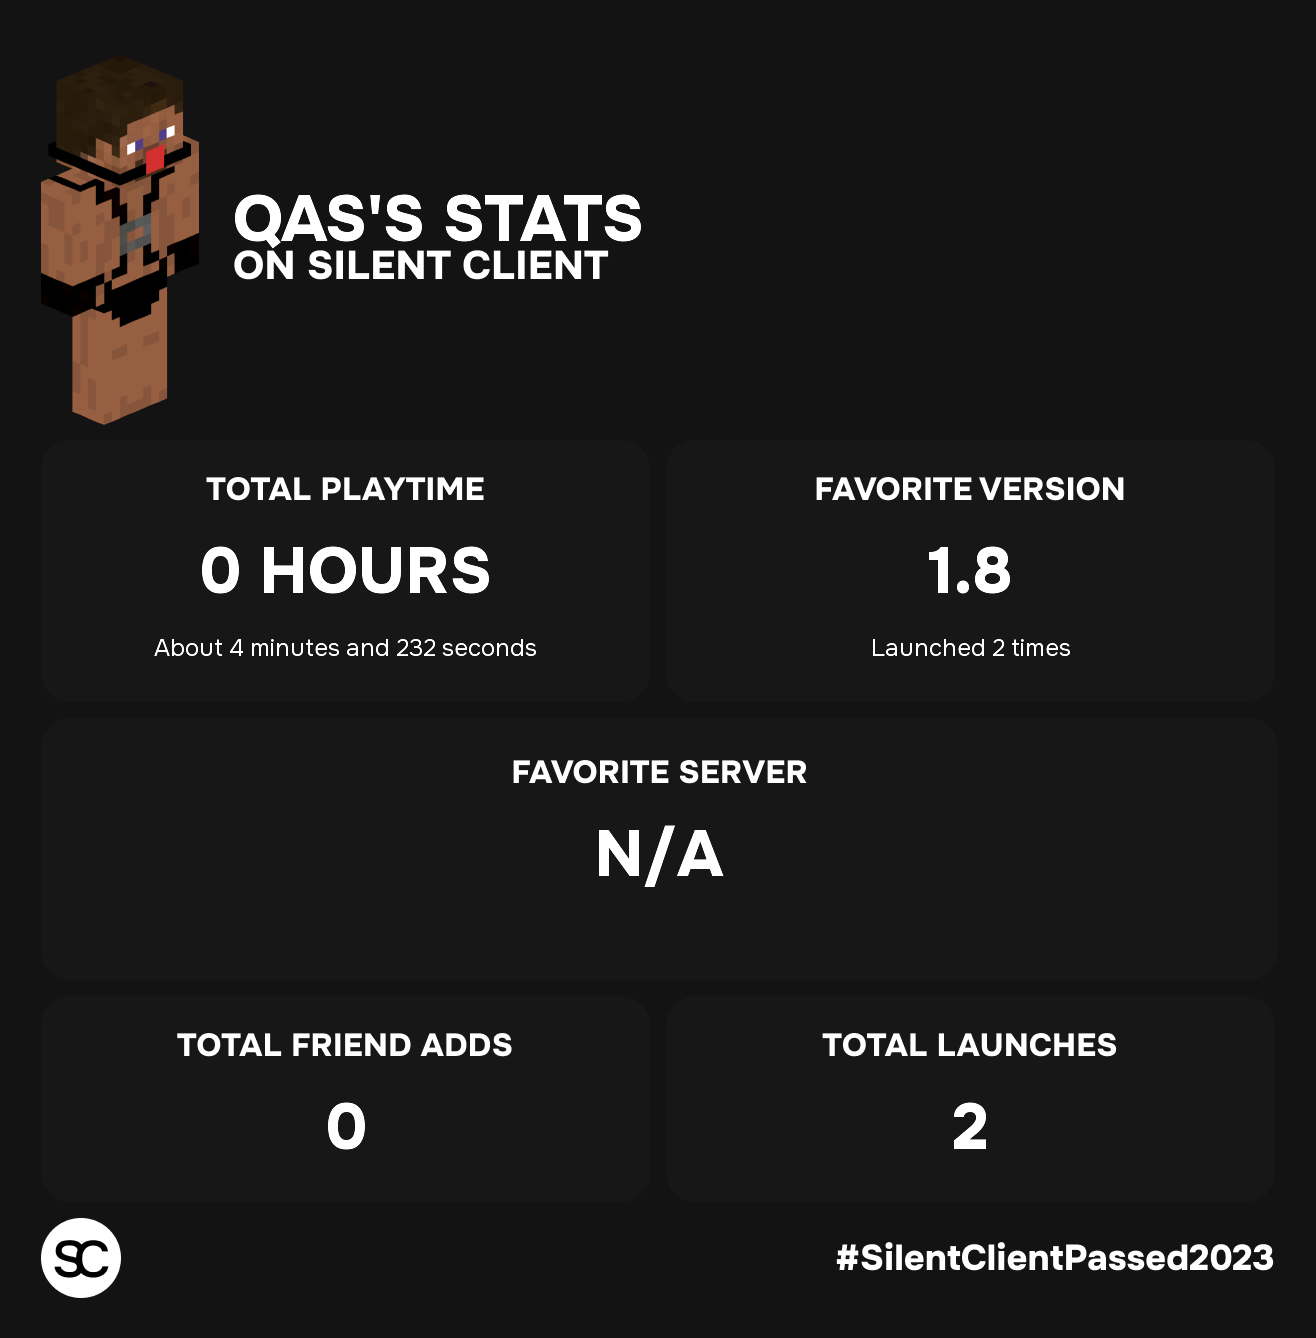 QAS'S STATS
ON SILENT CLIENT
TOTAL PLAYTIME
0 HOURS
About 4 minutes and 232 seconds
FAVORITE VERSION
1.8
Launched 2 times
FAVORITE SERVER
N/A
TOTAL FRIEND ADDS
0
TOTAL LAUNCHES
2
SC
#SilentClientPassed2023